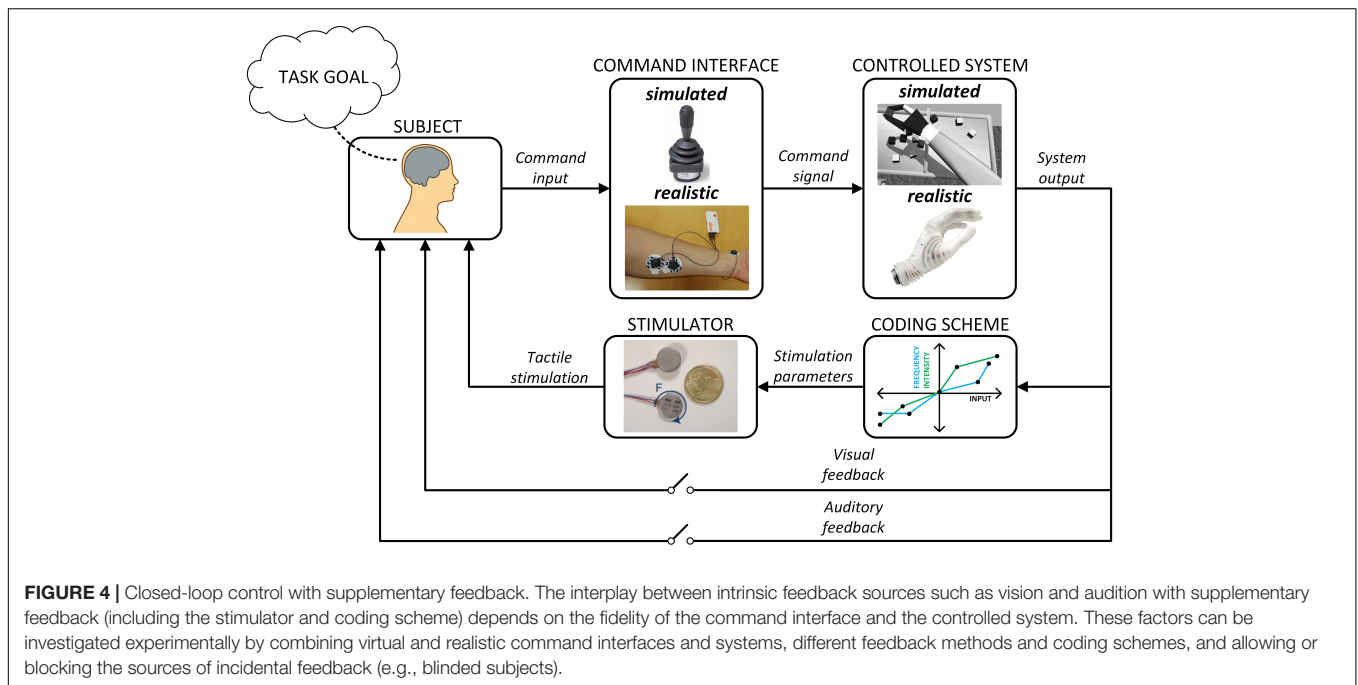 TASK GOAL
SUBJECT
Command
input
COMMAND INTERFACE
simulated
realistic
Command
signal
CONTROLLED SYSTEM
simulated
realistic
System
output
STIMULATOR
F
Tactile
stimulation
Stimulation
parameters
CODING SCHEME
FREQUENCY
INTENSITY
INPUT
Visual
feedback
Auditory
feedback
FIGURE 4 | Closed-loop control with supplementary feedback. The interplay between intrinsic feedback sources such as vision and audition with supplementary
feedback (including the stimulator and coding scheme) depends on the fidelity of the command interface and the controlled system. These factors can be
investigated experimentally by combining virtual and realistic command interfaces and systems, different feedback methods and coding schemes, and allowing or
blocking the sources of incidental feedback (e.g., blinded subjects).